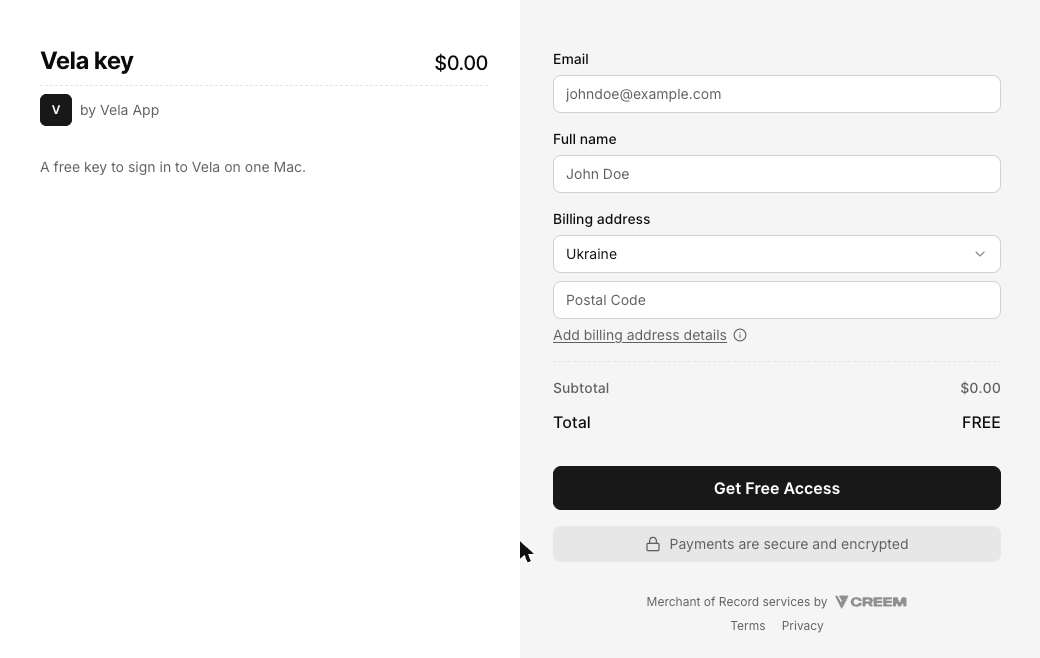 Vela key
$0.00
V
by Vela App
A free key to sign in to Vela on one Mac.
Email
johndoe@example.com
Full name
John Doe
Billing address
Ukraine
Postal Code
Add billing address details
Subtotal
$0.00
Total
FREE
Get Free Access
Payments are secure and encrypted
Merchant of Record services by CREEM
Terms Privacy